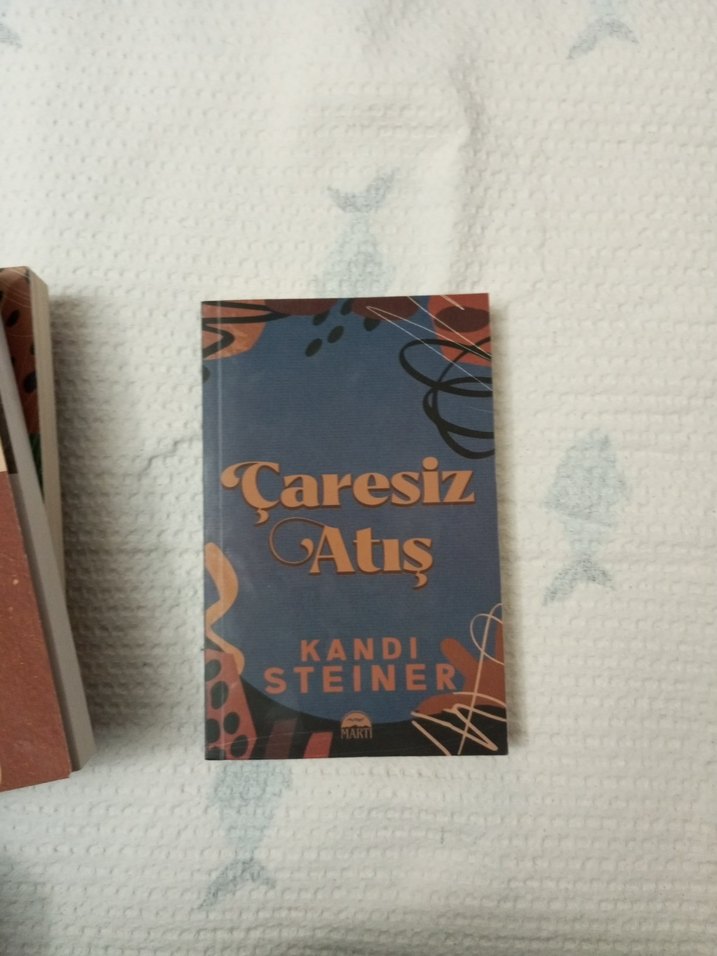 Çaresiz
Atış
KANDI
STEINER
MARTI